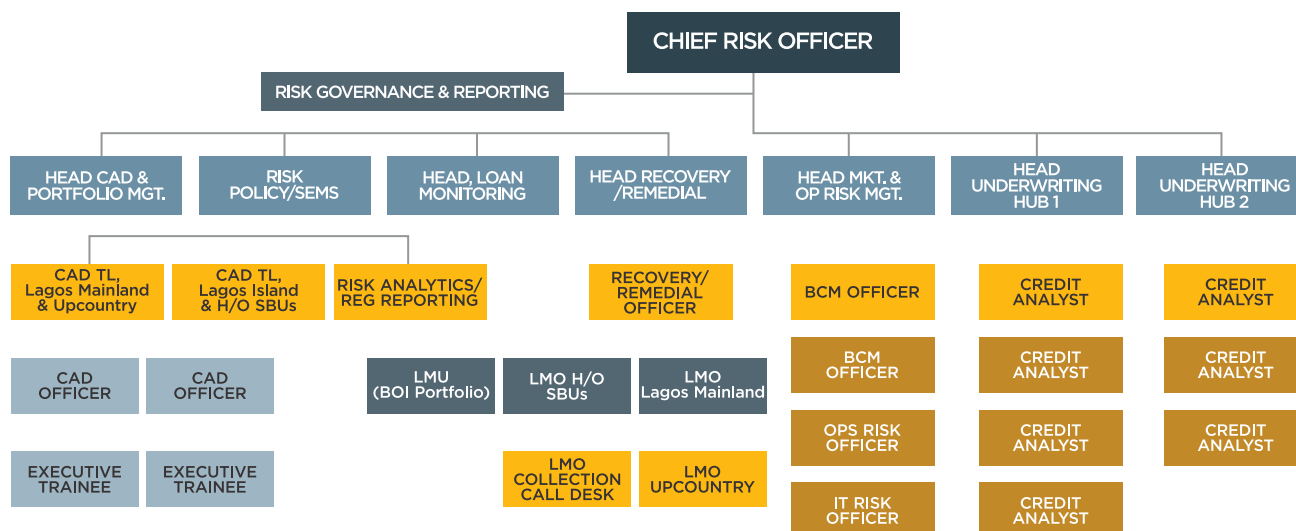 CHIEF RISK OFFICER
RISK GOVERNANCE & REPORTING
HEAD CAD &
PORTFOLIO MGT.
RISK
POLICY/SEMS
HEAD, LOAN
MONITORING
HEAD RECOVERY
/REMEDIAL
HEAD MKT. &
OP RISK MGT.
HEAD
UNDERWRITING
HUB 1
HEAD
UNDERWRITING
HUB 2
CAD TL,
Lagos Mainland
& Upcountry
CAD TL,
Lagos Island
& H/O SBUs
RISK ANALYTICS/
REG REPORTING
RECOVERY/
REMEDIAL
OFFICER
BCM OFFICER
CREDIT
ANALYST
CREDIT
ANALYST
CAD
OFFICER
CAD
OFFICER
LMU
(BOI Portfolio)
LMO H/O
SBUs
LMO
Lagos Mainland
BCM
OFFICER
CREDIT
ANALYST
CREDIT
ANALYST
OPS RISK
OFFICER
CREDIT
ANALYST
CREDIT
ANALYST
EXECUTIVE
TRAINEE
EXECUTIVE
TRAINEE
LMO
COLLECTION
CALL DESK
LMO
UPCOUNTRY
IT RISK
OFFICER
CREDIT
ANALYST